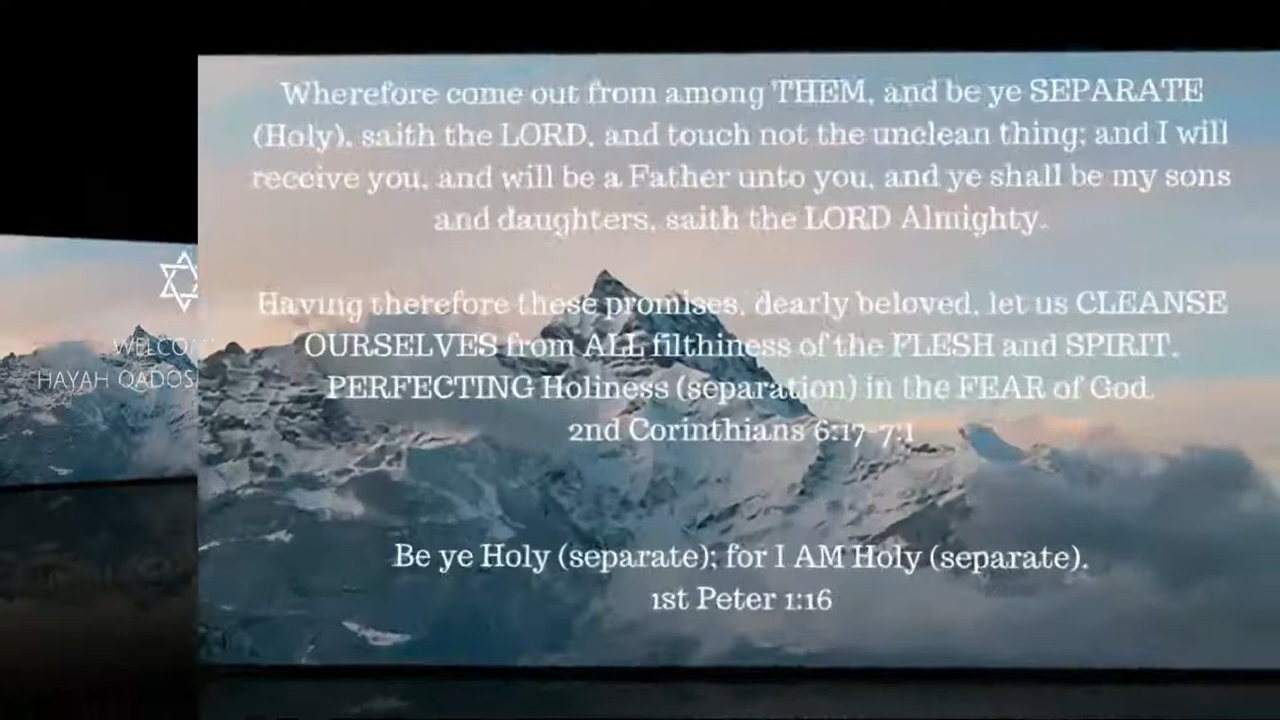 Wherefore come out from among THEM, and be ye SEPARATE
(Holy), saith the LORD, and touch not the unclean thing; and I will
receive you, and will be a Father unto you, and ye shall be my sons
and daughters, saith the LORD Almighty.
Having therefore these promises, dearly beloved, let us CLEANSE
OURSELVES from ALL filthiness of the FLESH and SPIRIT,
PERFECTING Holiness (separation) in the FEAR of God.
2nd Corinthians 6:17-7:1
Be ye Holy (separate); for I AM Holy (separate).
1st Peter 1:16
HAYAH QADOS